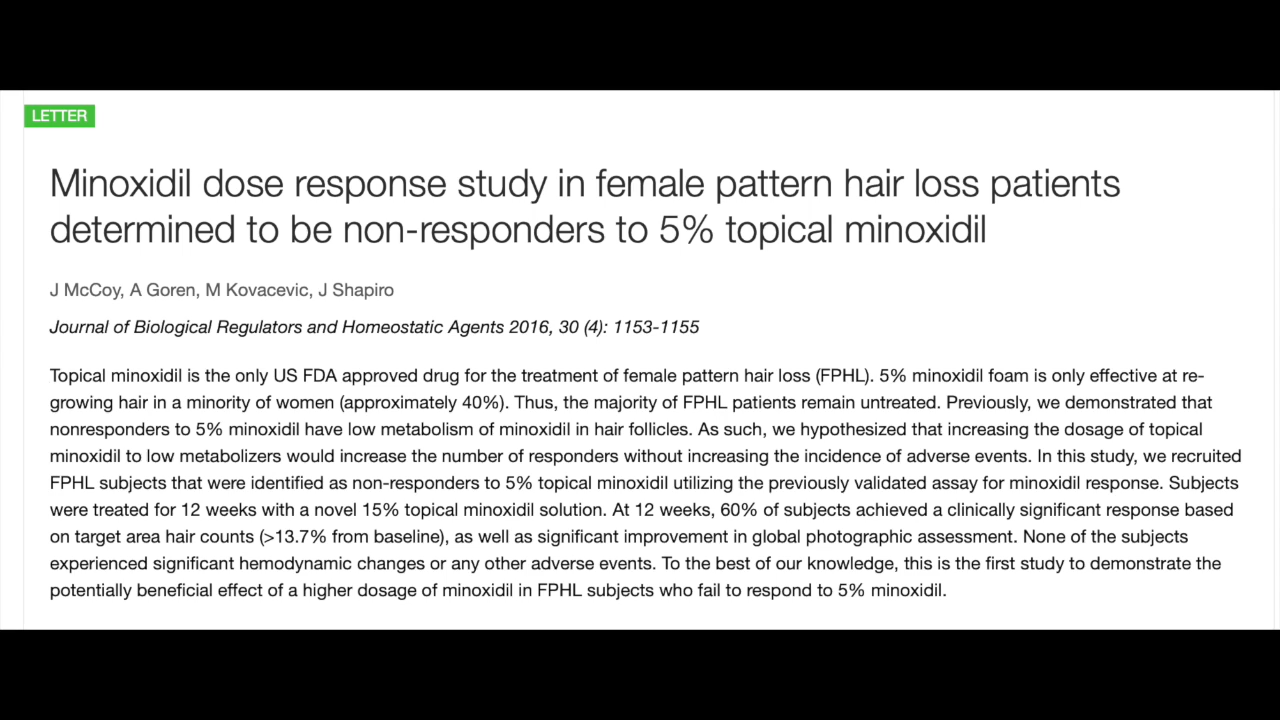 LETTER
Minoxidil dose response study in female pattern hair loss patients
determined to be non-responders to 5% topical minoxidil
J McCoy, A Goren, M Kovacevic, J Shapiro
Journal of Biological Regulators and Homeostatic Agents 2016, 30 (4): 1153-1155
Topical minoxidil is the only US FDA approved drug for the treatment of female pattern hair loss (FPHL). 5% minoxidil foam is only effective at re-
growing hair in a minority of women (approximately 40%). Thus, the majority of FPHL patients remain untreated. Previously, we demonstrated that
nonresponders to 5% minoxidil have low metabolism of minoxidil in hair follicles. As such, we hypothesized that increasing the dosage of topical
minoxidil to low metabolizers would increase the number of responders without increasing the incidence of adverse events. In this study, we recruited
FPHL subjects that were identified as non-responders to 5% topical minoxidil utilizing the previously validated assay for minoxidil response. Subjects
were treated for 12 weeks with a novel 15% topical minoxidil solution. At 12 weeks, 60% of subjects achieved a clinically significant response based
on target area hair counts (>13.7% from baseline), as well as significant improvement in global photographic assessment. None of the subjects
experienced significant hemodynamic changes or any other adverse events. To the best of our knowledge, this is the first study to demonstrate the
potentially beneficial effect of a higher dosage of minoxidil in FPHL subjects who fail to respond to 5% minoxidil.